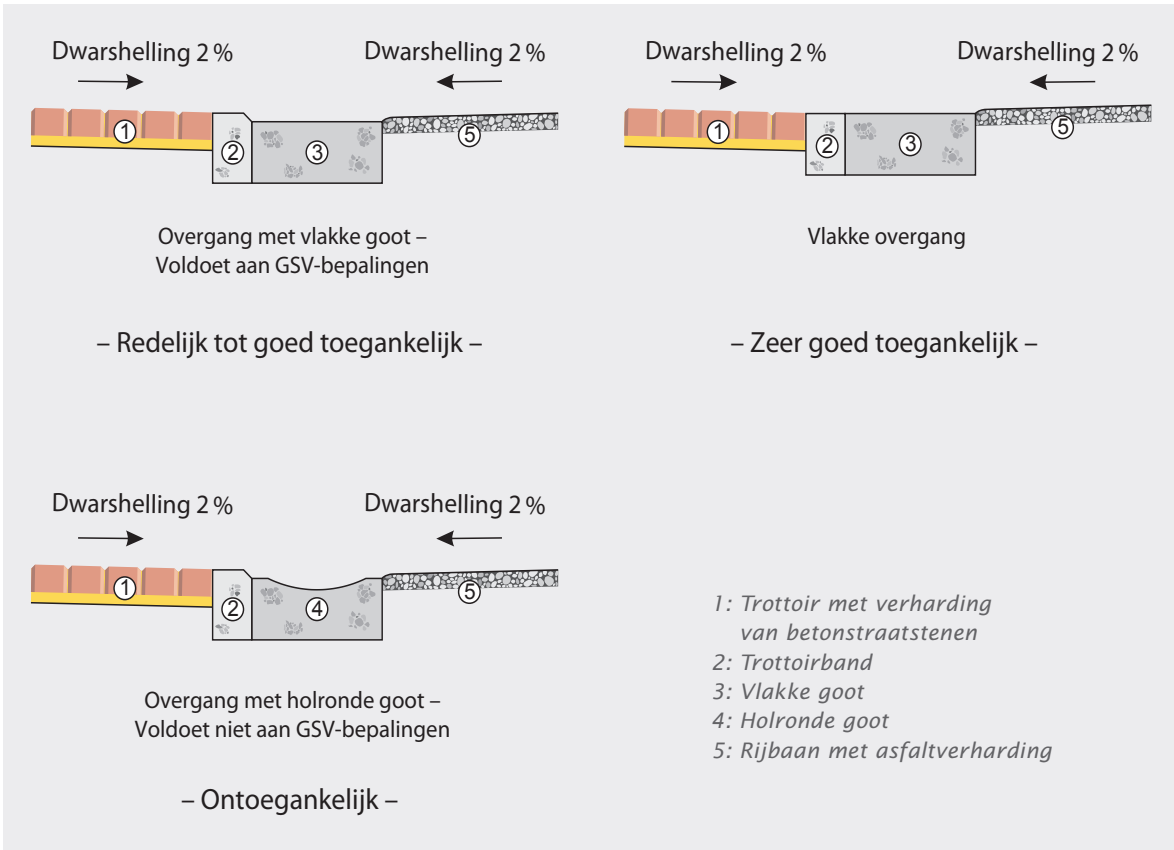 Dwarshelling 2 %
Dwarshelling 2 %
1
2
3
5
Overgang met vlakke goot –
Voldoet aan GSV-bepalingen
– Redelijk tot goed toegankelijk –
Dwarshelling 2 %
Dwarshelling 2 %
1
2
3
5
Vlakke overgang
– Zeer goed toegankelijk –
Dwarshelling 2 %
Dwarshelling 2 %
1
2
4
5
Overgang met holronde goot –
Voldoet niet aan GSV-bepalingen
– Ontoegankelijk –
1: Trottoir met verharding
van betonstraatstenen
2: Trottoirband
3: Vlakke goot
4: Holronde goot
5: Rijbaan met asfaltverharding